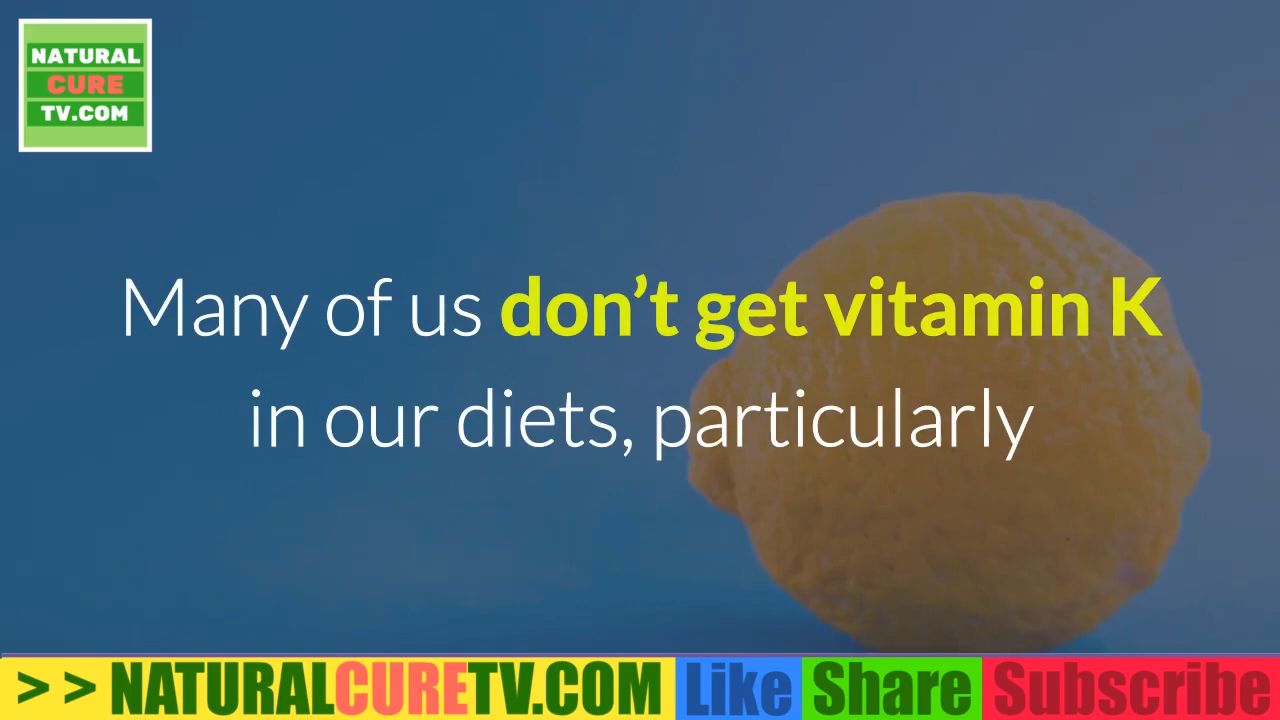 NATURAL
CURE
TV.COM
Many of us don’t get vitamin K
in our diets, particularly
> > NATURALCURETV.COM Like Share Subscribe